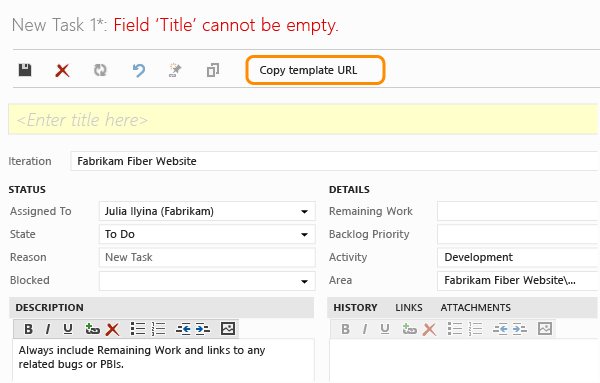 New Task 1*: Field ‘Title’ cannot be empty.
Copy template URL
<Enter title here>
Iteration Fabrikam Fiber Website
STATUS DETAILS
Assigned To Julia Ilyina (Fabrikam) Remaining Work
State To Do Backlog Priority
Reason New Task Activity Development
Blocked Area Fabrikam Fiber Website\...
DESCRIPTION HISTORY LINKS ATTACHMENTS
B I U B I U
Always include Remaining Work and links to any
related bugs or PBIs.